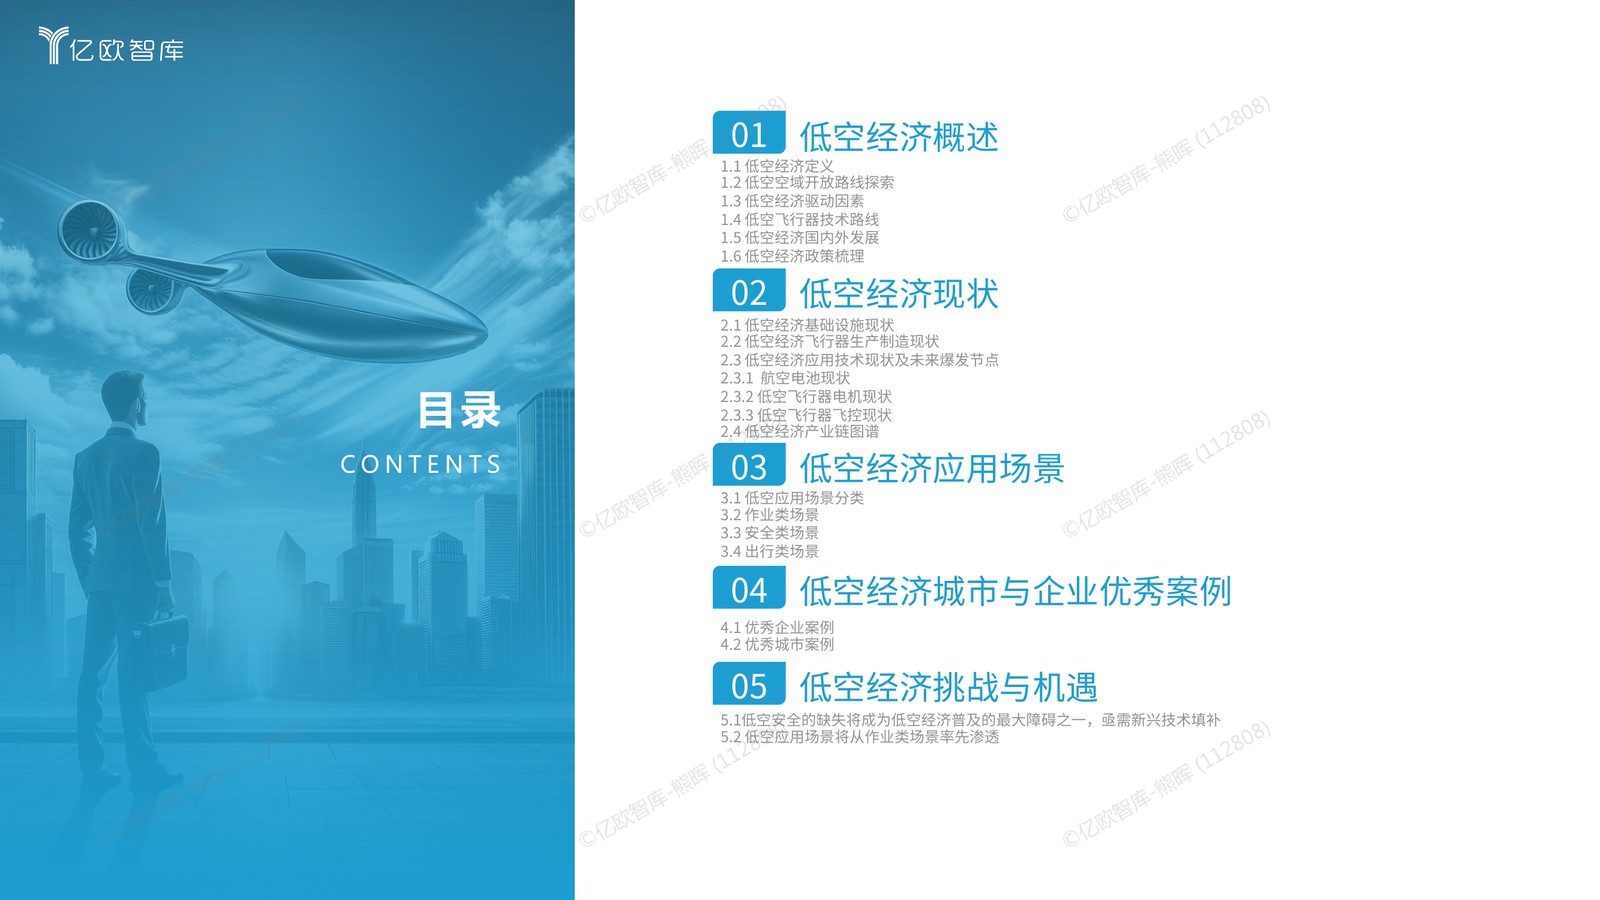 亿欧智库
目录
CONTENTS
01 低空经济概述
1.1 低空经济定义
1.2 低空空域开放路线探索
1.3 低空经济驱动因素
1.4 低空飞行器技术路线
1.5 低空经济国内外发展
1.6 低空经济政策梳理
02 低空经济现状
2.1 低空经济基础设施现状
2.2 低空经济飞行器生产制造现状
2.3 低空经济应用技术现状及未来爆发节点
2.3.1 航空电池现状
2.3.2 低空飞行器电机现状
2.3.3 低空飞行器飞控现状
2.4 低空经济产业链图谱
03 低空经济应用场景
3.1 低空应用场景分类
3.2 作业类场景
3.3 安全类场景
3.4 出行类场景
04 低空经济城市与企业优秀案例
4.1 优秀企业案例
4.2 优秀城市案例
05 低空经济挑战与机遇
5.1低空安全的缺失将成为低空经济普及的最大障碍之一，亟需新兴技术填补
5.2 低空应用场景将从作业类场景率先渗透
©亿欧智库-熊晖 (112808)
©亿欧智库-熊晖 (112808)
©亿欧智库-熊晖 (112808)
©亿欧智库-熊晖 (112808)
©亿欧智库-熊晖 (112808)
©亿欧智库-熊晖 (112808)